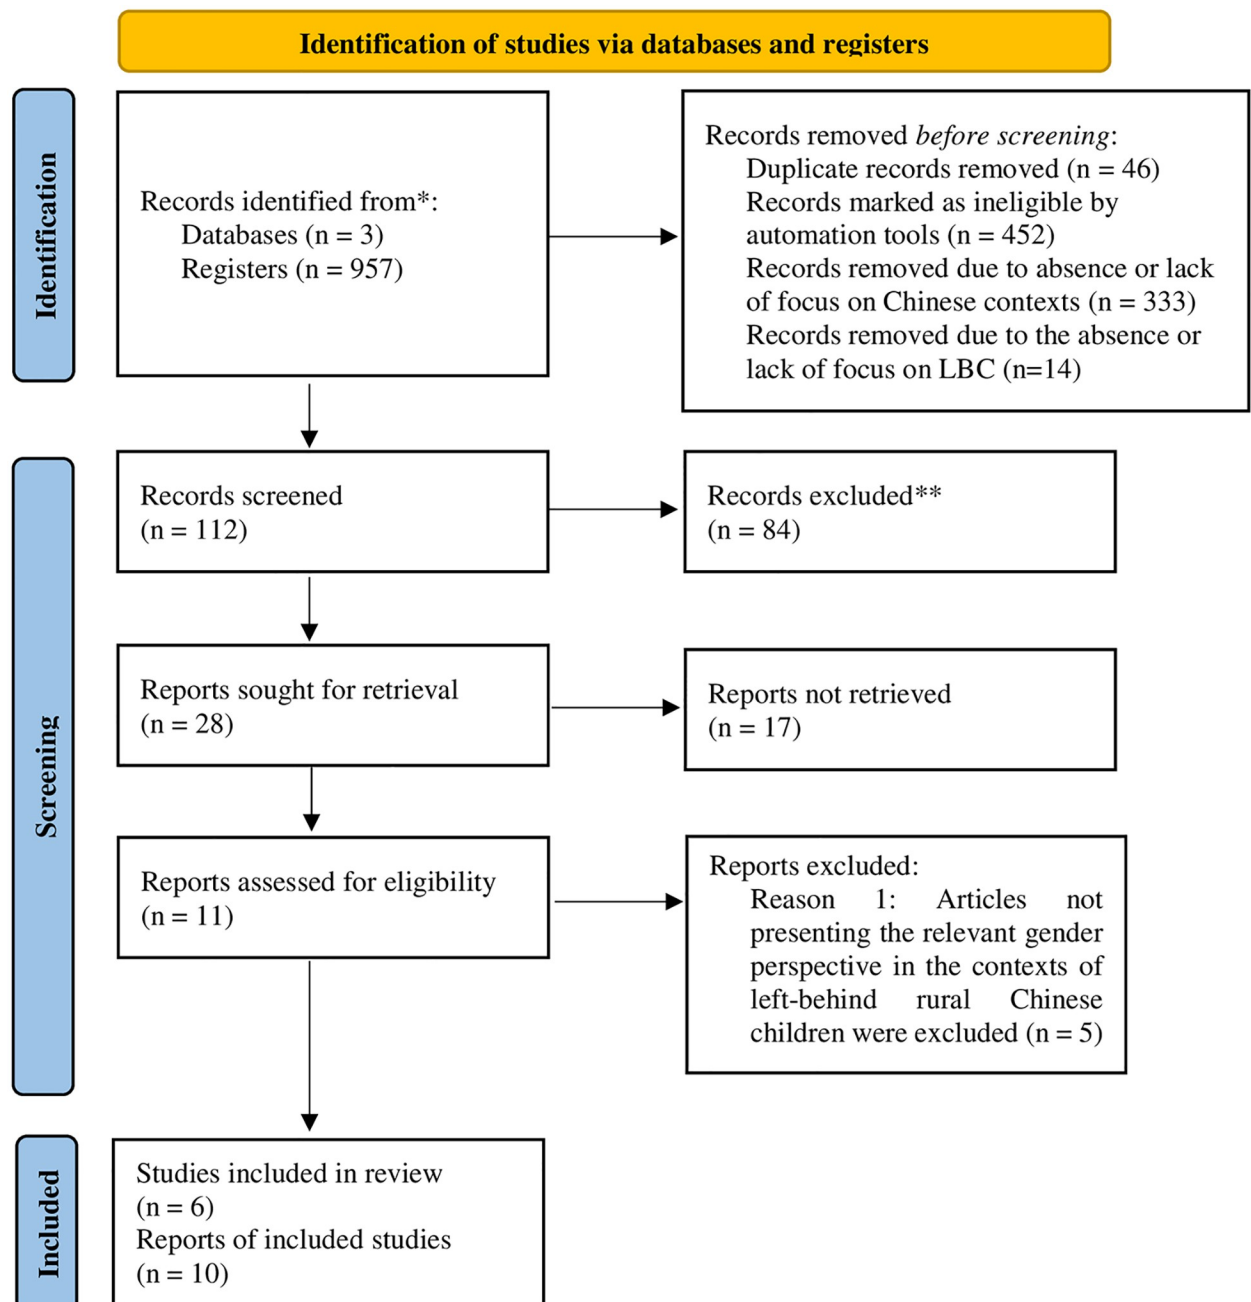 Identification of studies via databases and registers
Identification
Records identified from*:
Databases (n = 3)
Registers (n = 957)
Records removed before screening:
Duplicate records removed (n = 46)
Records marked as ineligible by
automation tools (n = 452)
Records removed due to absence or lack
of focus on Chinese contexts (n = 333)
Records removed due to the absence or
lack of focus on LBC (n=14)
Screening
Records screened
(n = 112)
Records excluded**
(n = 84)
Reports sought for retrieval
(n = 28)
Reports not retrieved
(n = 17)
Reports assessed for eligibility
(n = 11)
Reports excluded:
Reason 1: Articles not
presenting the relevant gender
perspective in the contexts of
left-behind rural Chinese
children were excluded (n = 5)
Included
Studies included in review
(n = 6)
Reports of included studies
(n = 10)